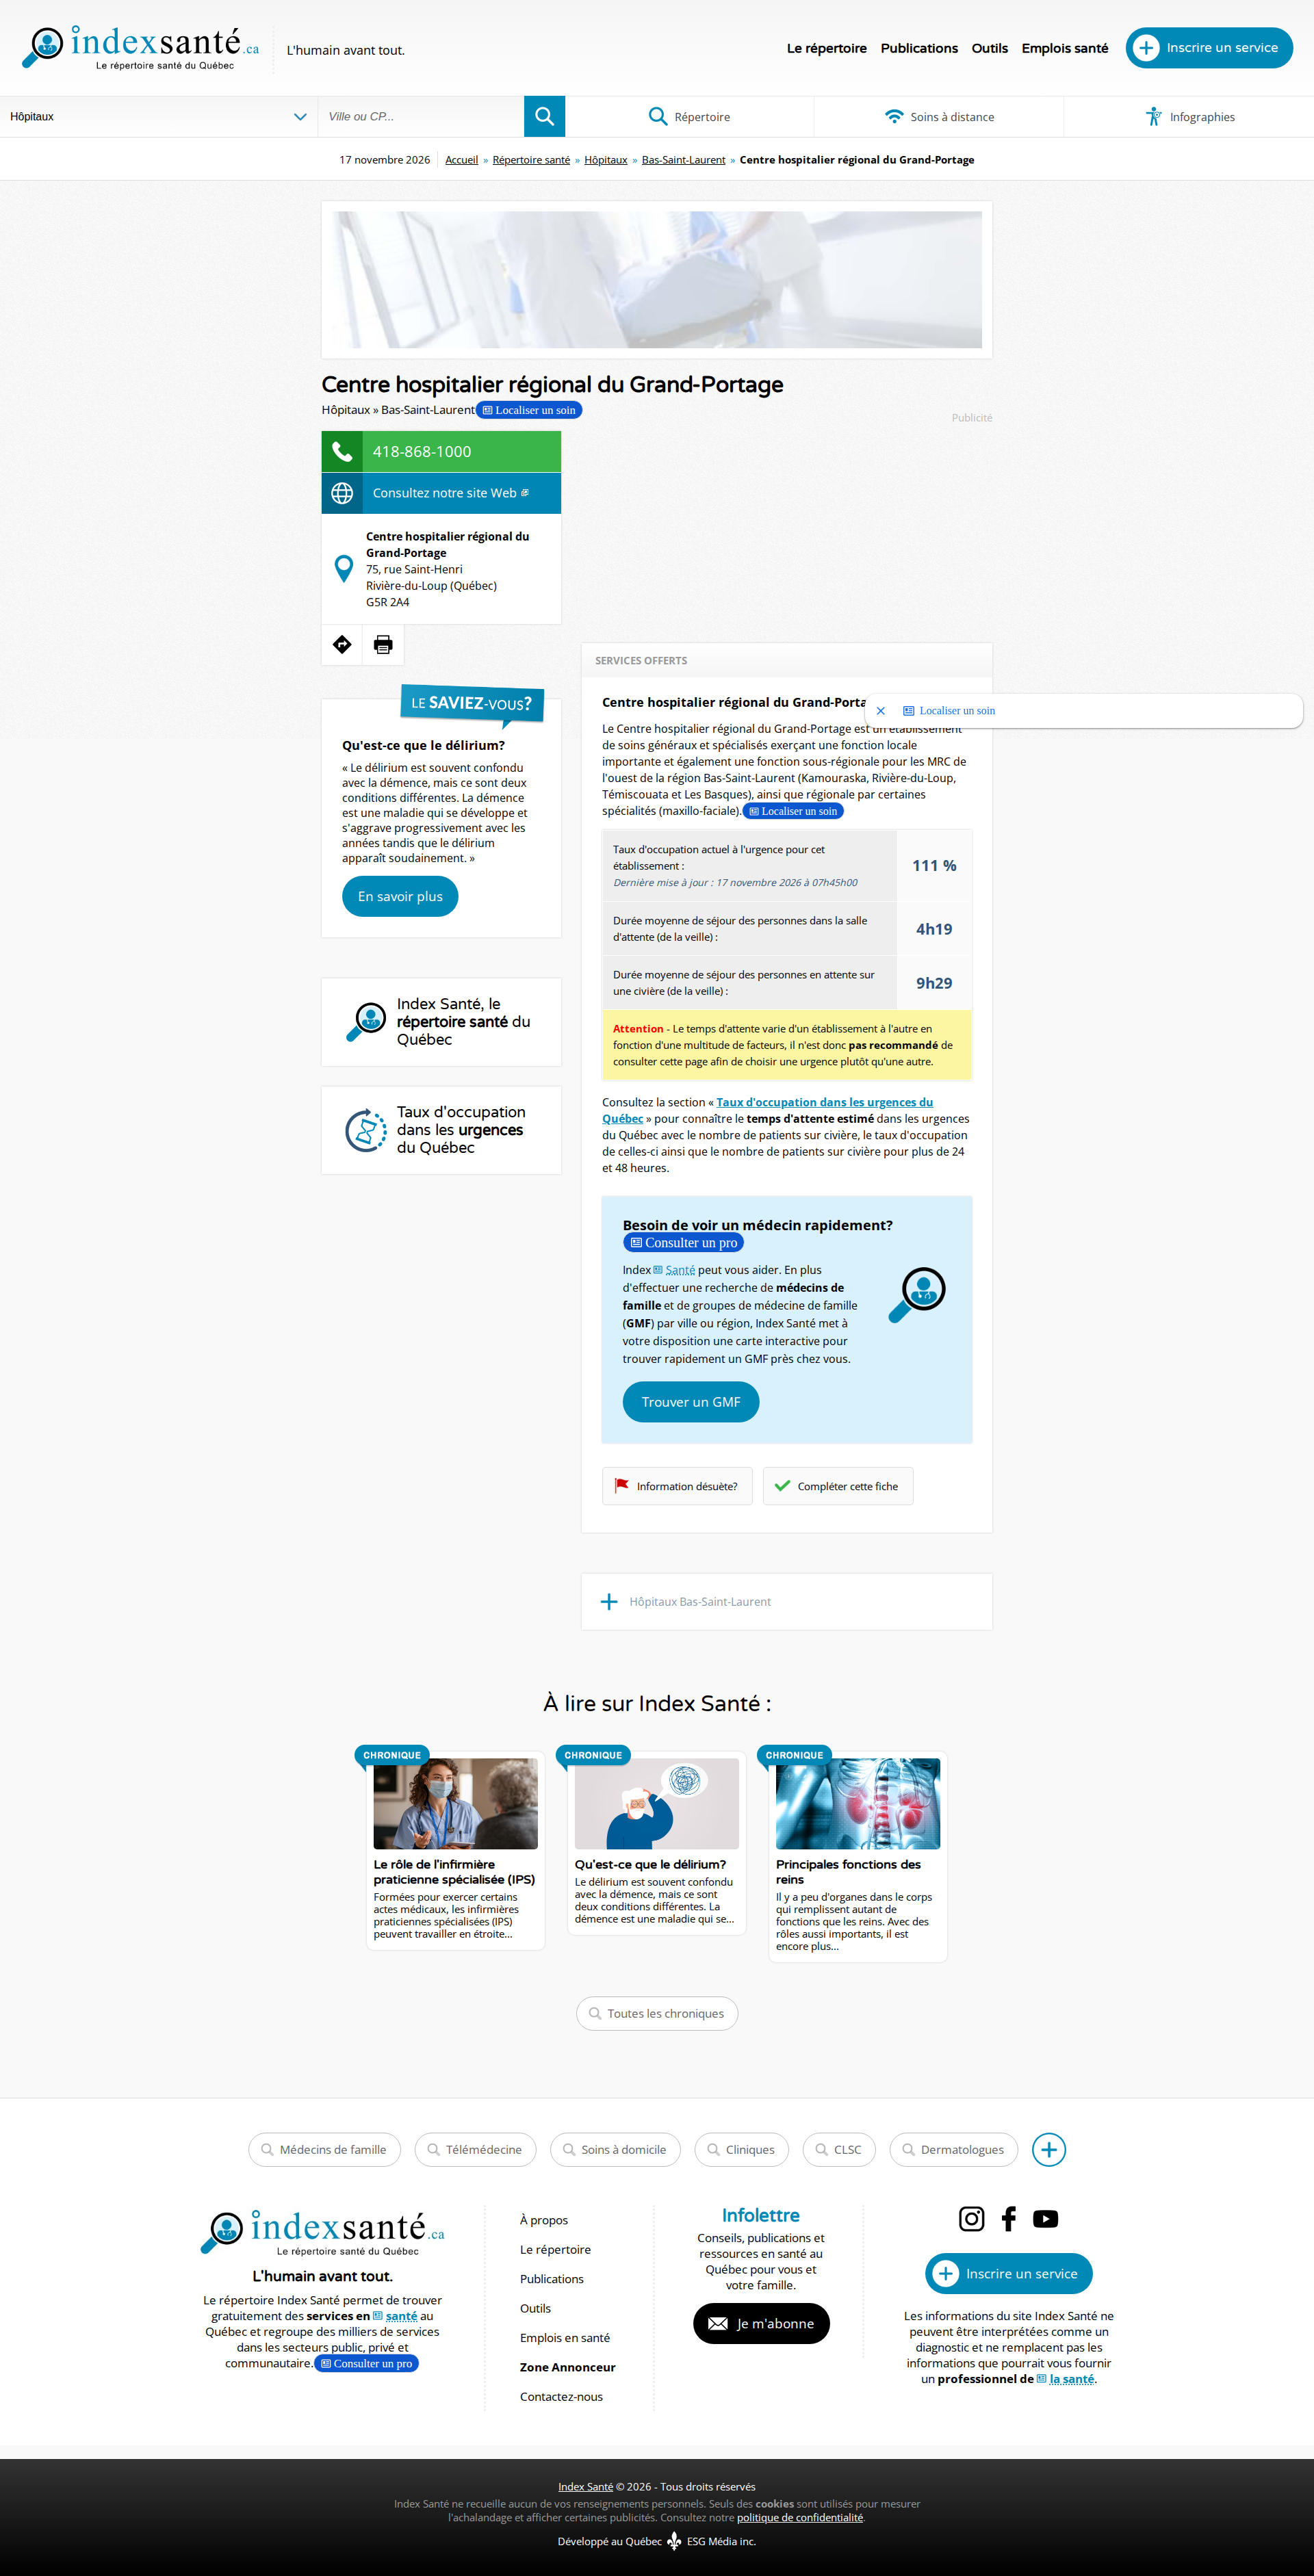 indexsanté.ca
Le répertoire santé du Québec
L'humain avant tout.
Le répertoire
Publications
Outils
Emplois santé
Inscrire un service
Hôpitaux
Ville ou CP...
Répertoire
Soins à distance
Infographies
17 novembre 2026
Accueil » Répertoire santé » Hôpitaux » Bas-Saint-Laurent » Centre hospitalier régional du Grand-Portage
Centre hospitalier régional du Grand-Portage
Hôpitaux » Bas-Saint-Laurent Localiser un soin
Publicité
418-868-1000
Consultez notre site Web
Centre hospitalier régional du
Grand-Portage
75, rue Saint-Henri
Rivière-du-Loup (Québec)
G5R 2A4
LE SAVIEZ-VOUS?
Qu'est-ce que le délirium?
« Le délirium est souvent confondu
avec la démence, mais ce sont deux
conditions différentes. La démence
est une maladie qui se développe et
s'aggrave progressivement avec les
années tandis que le délirium
apparaît soudainement. »
En savoir plus
Index Santé, le
répertoire santé du
Québec
Taux d'occupation
dans les urgences
du Québec
SERVICES OFFERTS
Centre hospitalier régional du Grand-Porta
Localiser un soin
Le Centre hospitalier régional du Grand-Portage est un établissement
de soins généraux et spécialisés exerçant une fonction locale
importante et également une fonction sous-régionale pour les MRC de
l'ouest de la région Bas-Saint-Laurent (Kamouraska, Rivière-du-Loup,
Témiscouata et Les Basques), ainsi que régionale par certaines
spécialités (maxillo-faciale). Localiser un soin
Taux d'occupation actuel à l'urgence pour cet
établissement :
Dernière mise à jour : 17 novembre 2026 à 07h45h00
111 %
Durée moyenne de séjour des personnes dans la salle
d'attente (de la veille) :
4h19
Durée moyenne de séjour des personnes en attente sur
une civière (de la veille) :
9h29
Attention - Le temps d'attente varie d'un établissement à l'autre en
fonction d'une multitude de facteurs, il n'est donc pas recommandé de
consulter cette page afin de choisir une urgence plutôt qu'une autre.
Consultez la section « Taux d'occupation dans les urgences du
Québec » pour connaître le temps d'attente estimé dans les urgences
du Québec avec le nombre de patients sur civière, le taux d'occupation
de celles-ci ainsi que le nombre de patients sur civière pour plus de 24
et 48 heures.
Besoin de voir un médecin rapidement?
Consulter un pro
Index Santé peut vous aider. En plus
d'effectuer une recherche de médecins de
famille et de groupes de médecine de famille
(GMF) par ville ou région, Index Santé met à
votre disposition une carte interactive pour
trouver rapidement un GMF près chez vous.
Trouver un GMF
Information désuète?
Compléter cette fiche
Hôpitaux Bas-Saint-Laurent
À lire sur Index Santé :
CHRONIQUE
Le rôle de l'infirmière
praticienne spécialisée (IPS)
Formées pour exercer certains
actes médicaux, les infirmières
praticiennes spécialisées (IPS)
peuvent travailler en étroite...
CHRONIQUE
Qu'est-ce que le délirium?
Le délirium est souvent confondu
avec la démence, mais ce sont
deux conditions différentes. La
démence est une maladie qui se...
CHRONIQUE
Principales fonctions des
reins
Il y a peu d'organes dans le corps
qui remplissent autant de
fonctions que les reins. Avec des
rôles aussi importants, il est
encore plus...
Toutes les chroniques
Médecins de famille
Télémédecine
Soins à domicile
Cliniques
CLSC
Dermatologues
indexsanté.ca
Le répertoire santé du Québec
L'humain avant tout.
Le répertoire Index Santé permet de trouver
gratuitement des services en santé au
Québec et regroupe des milliers de services
dans les secteurs public, privé et
communautaire. Consulter un pro
À propos
Le répertoire
Publications
Outils
Emplois en santé
Zone Annonceur
Contactez-nous
Infolettre
Conseils, publications et
ressources en santé au
Québec pour vous et
votre famille.
Je m'abonne
Inscrire un service
Les informations du site Index Santé ne
peuvent être interprétées comme un
diagnostic et ne remplacent pas les
informations que pourrait vous fournir
un professionnel de la santé.
Index Santé © 2026 - Tous droits réservés
Index Santé ne recueille aucun de vos renseignements personnels. Seuls des cookies sont utilisés pour mesurer
l'achalandage et afficher certaines publicités. Consultez notre politique de confidentialité.
Développé au Québec ESG Média inc.